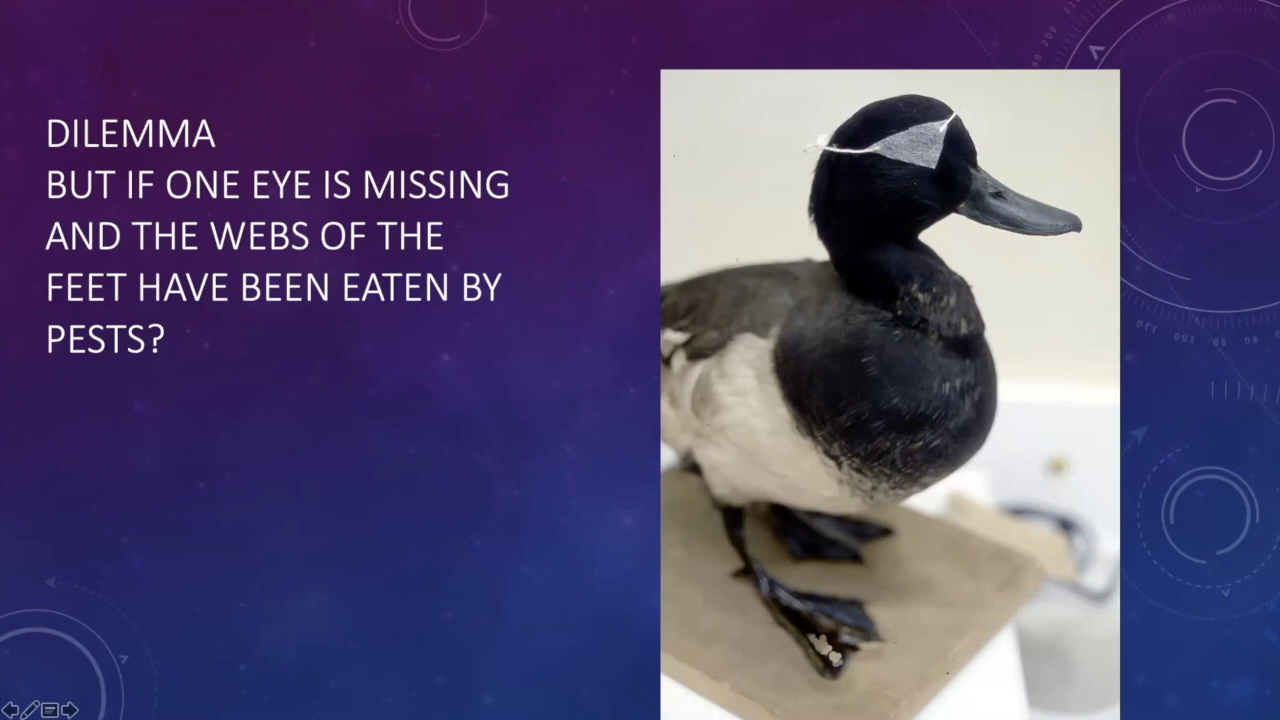 DILEMMA
BUT IF ONE EYE IS MISSING
AND THE WEBS OF THE
FEET HAVE BEEN EATEN BY
PESTS?